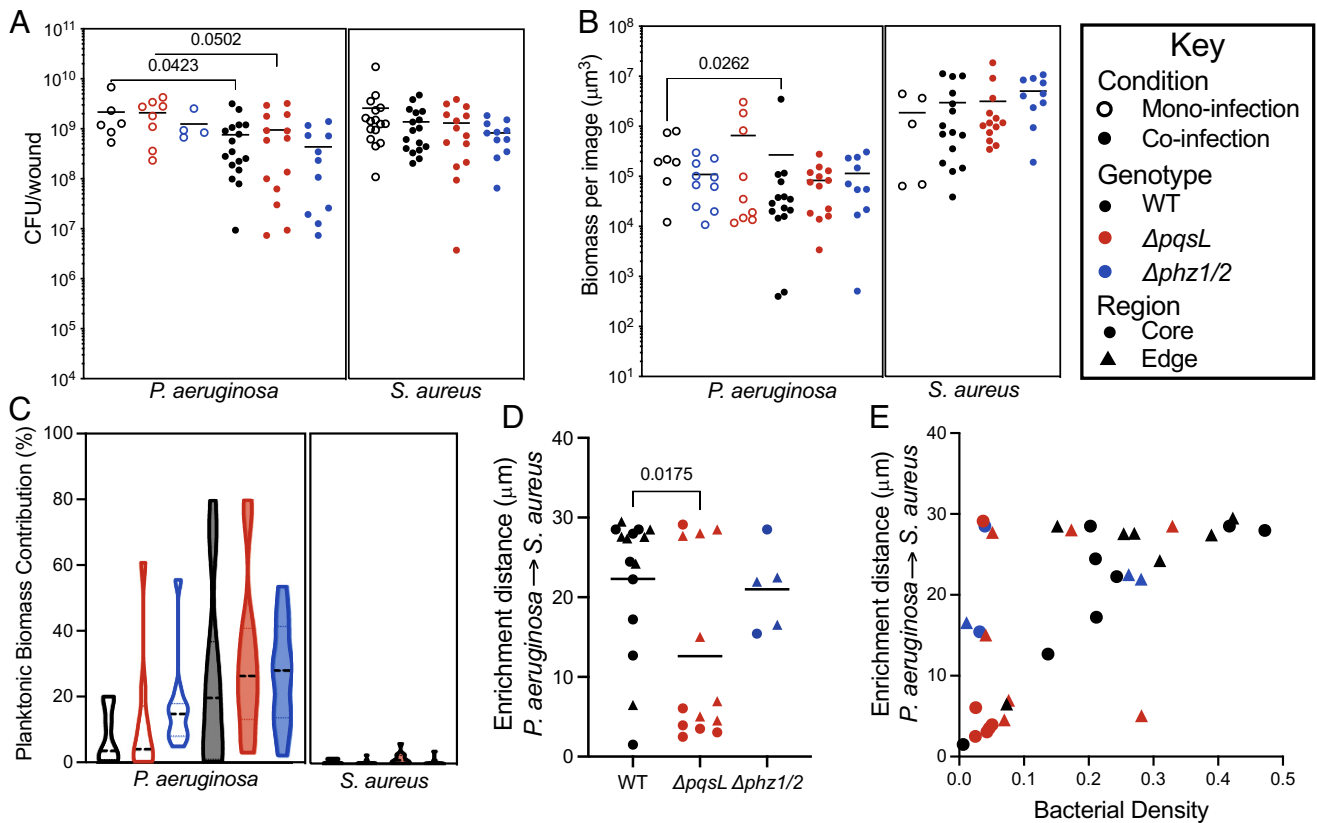 A
CFU/wound
10^11
10^10
10^9
10^8
10^7
10^6
10^5
10^4
0.0502
0.0423
P. aeruginosa
S. aureus
B
Biomass per image (μm³)
10^8
10^7
10^6
10^5
10^4
10^3
10^2
10^1
0.0262
P. aeruginosa
S. aureus
Key
Condition
Mono-infection
Co-infection
Genotype
WT
ΔpqsL
Δphz1/2
Region
Core
Edge
C
Planktonic Biomass Contribution (%)
100
80
60
40
20
0
P. aeruginosa
S. aureus
D
Enrichment distance (μm)
P. aeruginosa → S. aureus
40
30
20
10
0
0.0175
WT ΔpqsL Δphz1/2
E
Enrichment distance (μm)
P. aeruginosa → S. aureus
40
30
20
10
0
0.0 0.1 0.2 0.3 0.4 0.5
Bacterial Density